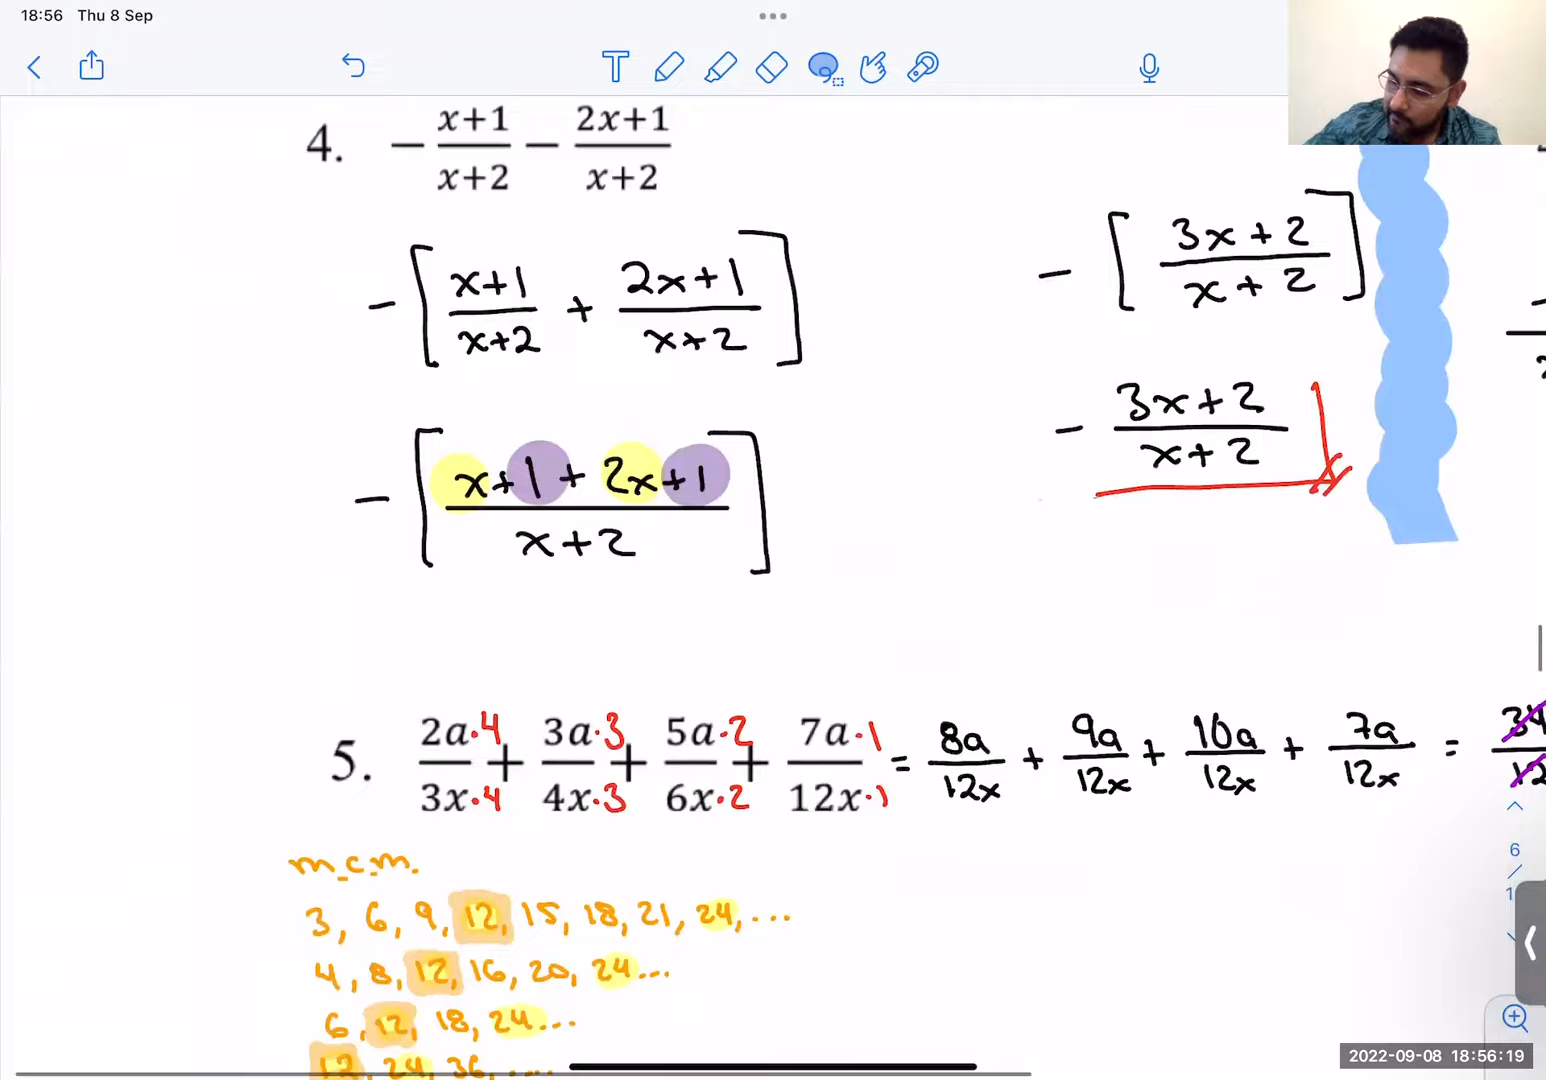 18:56 Thu 8 Sep
4. − x+1/x+2 − 2x+1/x+2
− [ x+1/x+2 + 2x+1/x+2 ]
− [ x+1 + 2x+1 / x+2 ]
− [ 3x+2/x+2 ]
− 3x+2/x+2
5. 2a·4/3x·4 + 3a·3/4x·3 + 5a·2/6x·2 + 7a·1/12x·1 = 8a/12x + 9a/12x + 10a/12x + 7a/12x = 34/12
m.c.m.
3, 6, 9, 12, 15, 18, 21, 24, ...
4, 8, 12, 16, 20, 24...
6, 12, 18, 24...
12, 24, 36, ....
6
/
1
2022-09-08 18:56:19